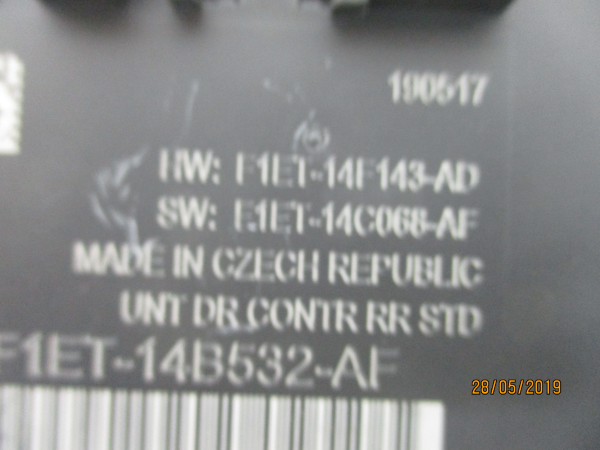 190517
HW: F1ET-14F143-AD
SW: F1ET-14C068-AF
MADE IN CZECH REPUBLIC
UNT DR CONTR RR STD
F1ET-14B532-AF
28/05/2019